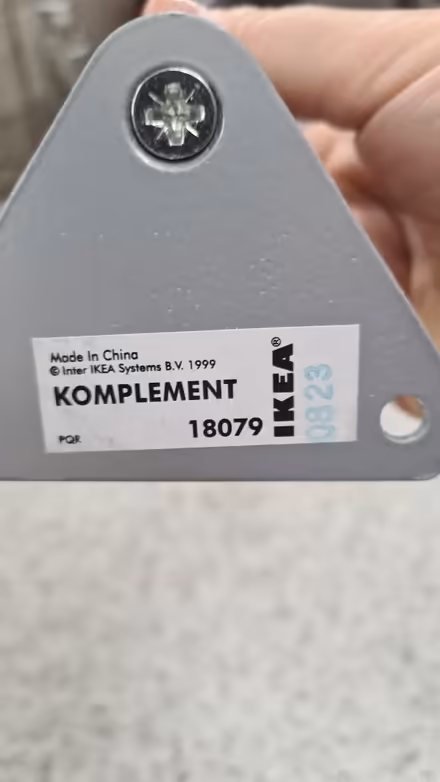 Made In China
© Inter IKEA Systems B.V. 1999
KOMPLEMENT
18079
PQR
IKEA®
0823